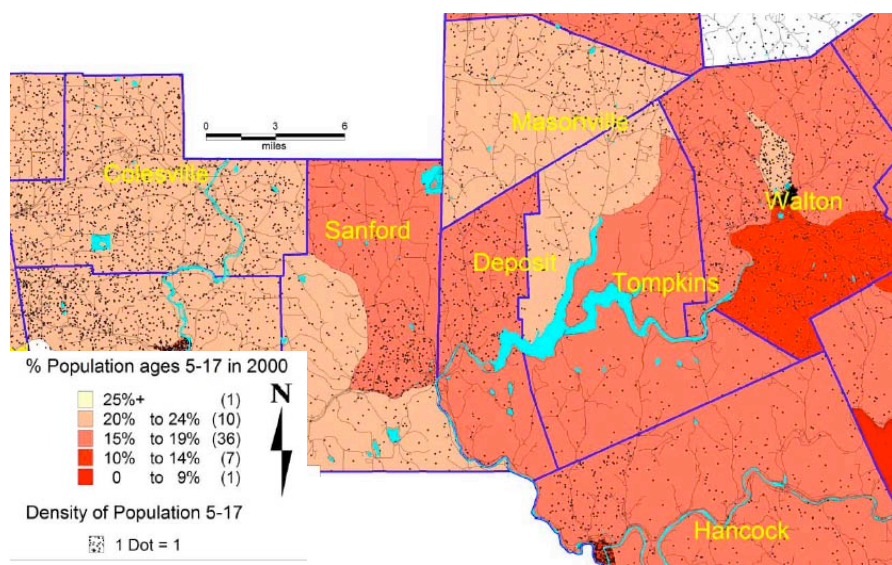 0 3 6
miles
Masonville
Colesville
Walton
Sanford
Deposit
Tompkins
Hancock
% Population ages 5-17 in 2000
25%+ (1)
20% to 24% (10)
15% to 19% (36)
10% to 14% (7)
0 to 9% (1)
N
Density of Population 5-17
1 Dot = 1